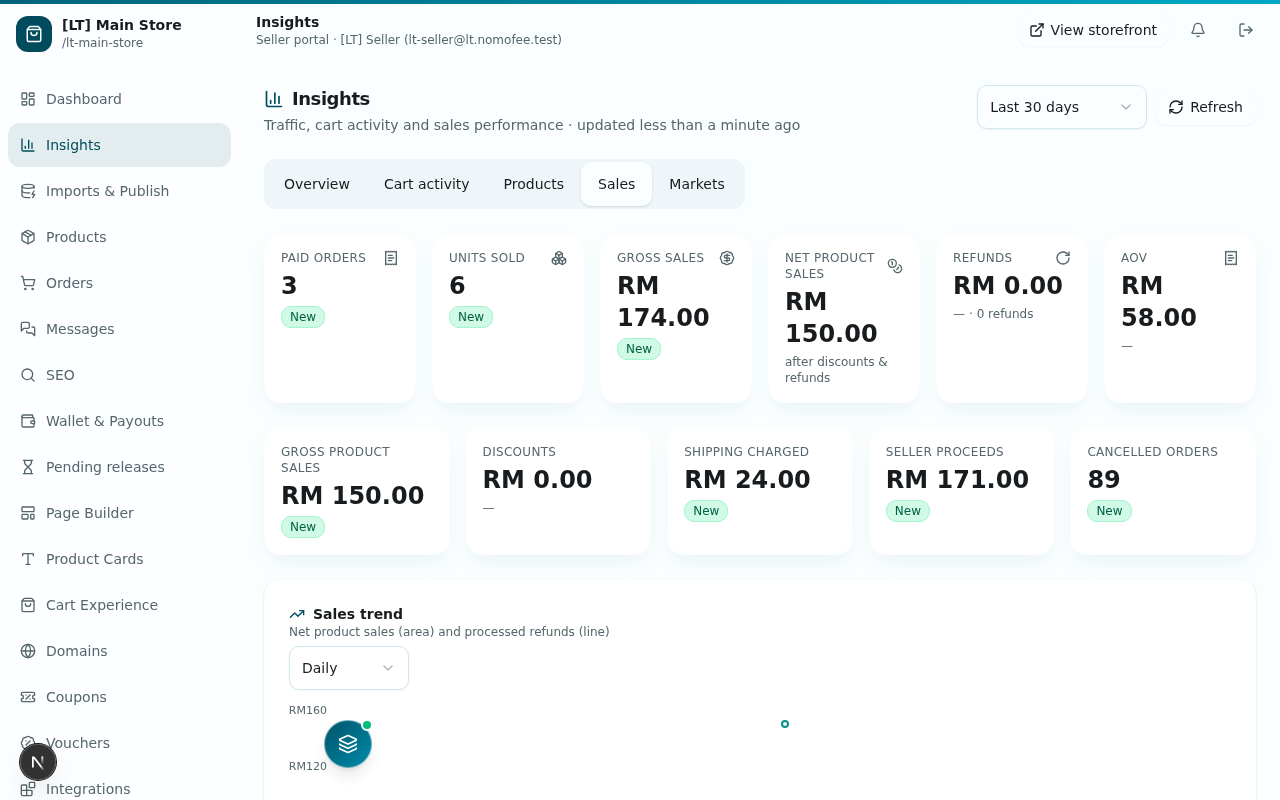 [LT] Main Store
/lt-main-store
Insights
Seller portal · [LT] Seller (lt-seller@lt.nomofee.test)
View storefront
Dashboard
Insights
Imports & Publish
Products
Orders
Messages
SEO
Wallet & Payouts
Pending releases
Page Builder
Product Cards
Cart Experience
Domains
Coupons
Vouchers
Integrations
N
Insights
Traffic, cart activity and sales performance · updated less than a minute ago
Last 30 days
Refresh
Overview
Cart activity
Products
Sales
Markets
PAID ORDERS
3
New
UNITS SOLD
6
New
GROSS SALES
RM
174.00
New
NET PRODUCT
SALES
RM
150.00
after discounts &
refunds
REFUNDS
RM 0.00
— · 0 refunds
AOV
RM
58.00
—
GROSS PRODUCT
SALES
RM 150.00
New
DISCOUNTS
RM 0.00
—
SHIPPING CHARGED
RM 24.00
New
SELLER PROCEEDS
RM 171.00
New
CANCELLED ORDERS
89
New
Sales trend
Net product sales (area) and processed refunds (line)
Daily
RM160
RM120